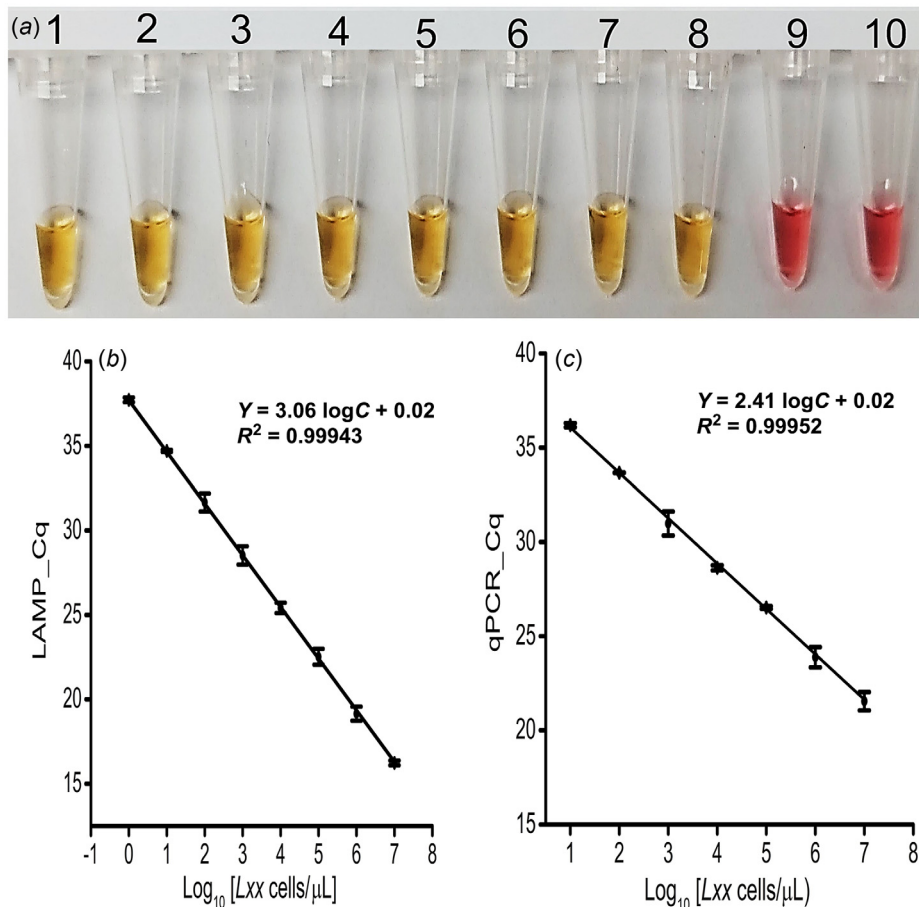 (a) 1 2 3 4 5 6 7 8 9 10
(b)
Y = 3.06 logC + 0.02
R² = 0.99943
LAMP_Cq
40
35
30
25
20
15
-1 0 1 2 3 4 5 6 7 8
Log₁₀ [Lxx cells/µL]
(c)
Y = 2.41 logC + 0.02
R² = 0.99952
qPCR_Cq
40
35
30
25
20
15
1 2 3 4 5 6 7 8
Log₁₀ [Lxx cells/µL)